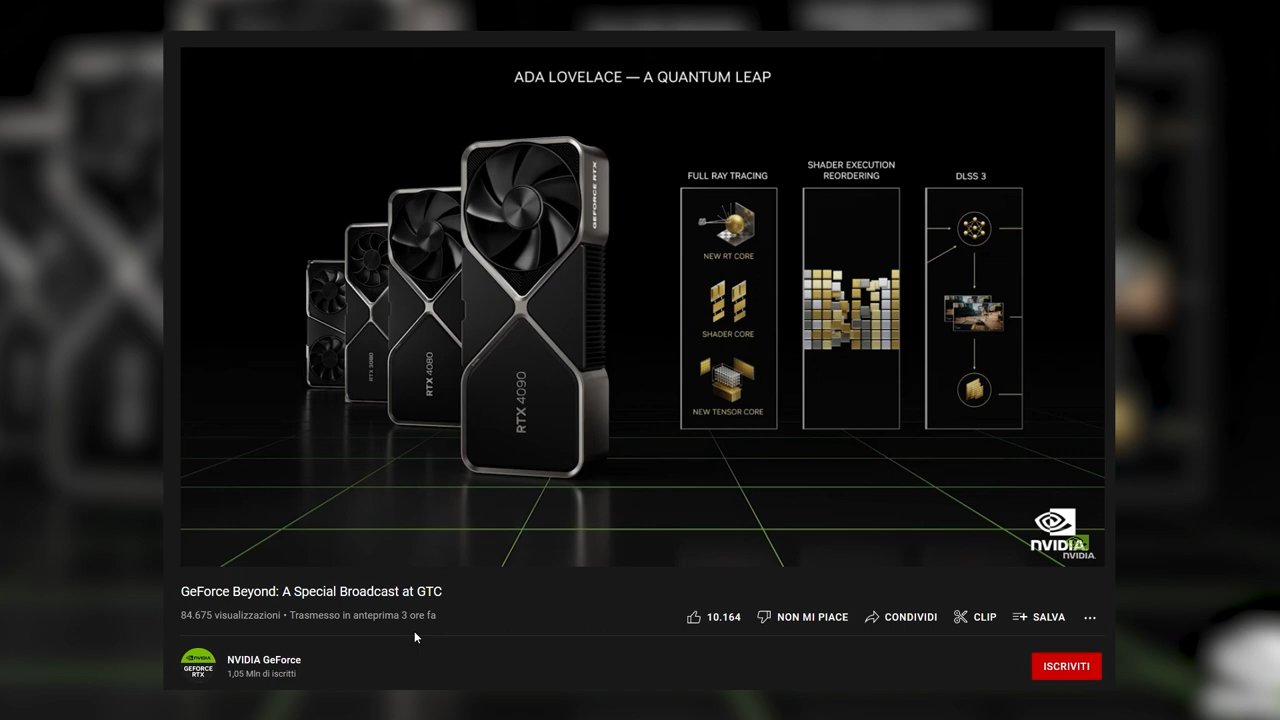 ADA LOVELACE — A QUANTUM LEAP
FULL RAY TRACING
SHADER EXECUTION
REORDERING
DLSS 3
NEW RT CORE
SHADER CORE
NEW TENSOR CORE
GEFORCE RTX
RTX 3080
RTX 4080
RTX 4090
NVIDIA
NVIDIA.
GeForce Beyond: A Special Broadcast at GTC
84.675 visualizzazioni • Trasmesso in anteprima 3 ore fa
10.164
NON MI PIACE
CONDIVIDI
CLIP
SALVA
NVIDIA
GEFORCE
RTX
NVIDIA GeForce
1,05 Mln di iscritti
ISCRIVITI